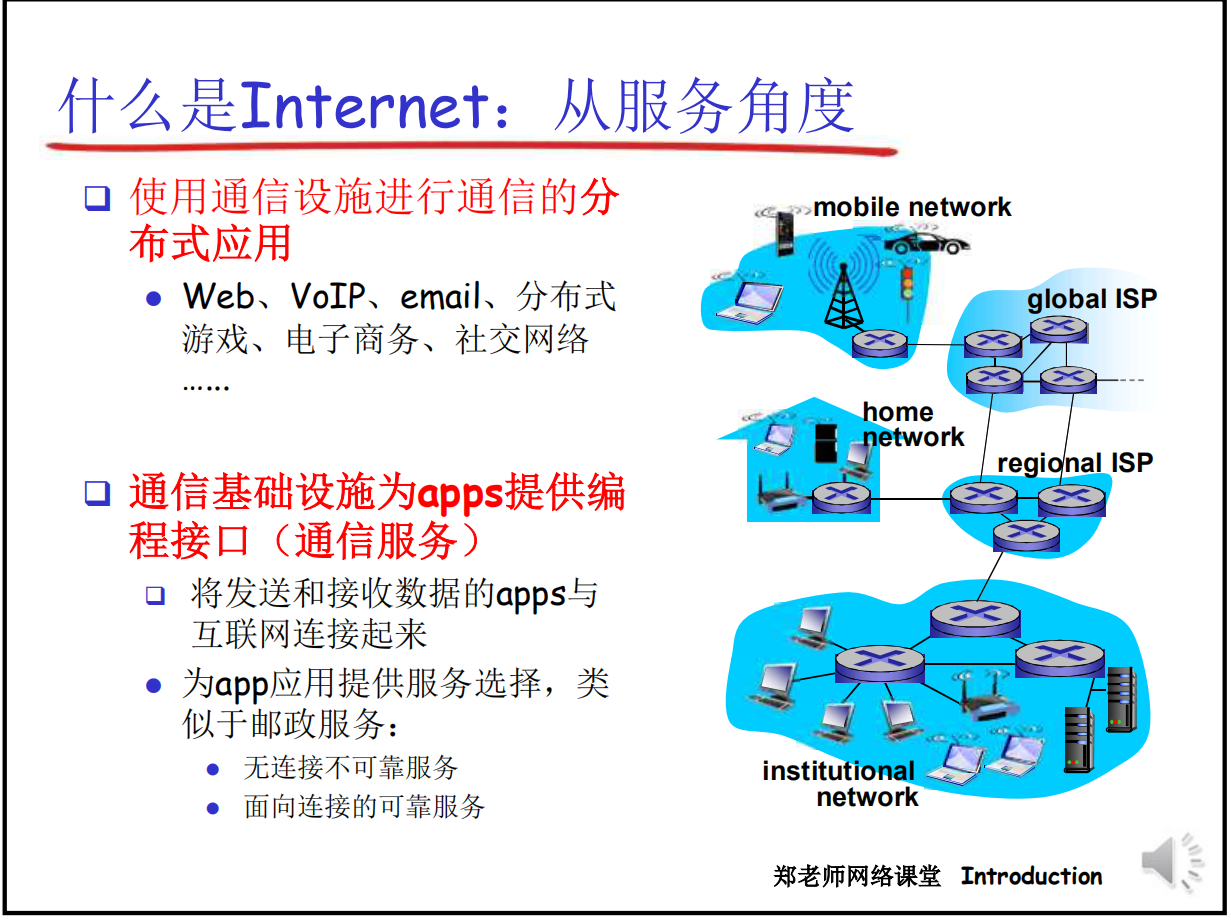 什么是Internet：从服务角度
使用通信设施进行通信的分
布式应用
Web、VoIP、email、分布式
游戏、电子商务、社交网络
……
通信基础设施为apps提供编
程接口（通信服务）
将发送和接收数据的apps与
互联网连接起来
为app应用提供服务选择，类
似于邮政服务：
无连接不可靠服务
面向连接的可靠服务
mobile network
global ISP
home
network
regional ISP
institutional
network
郑老师网络课堂 Introduction